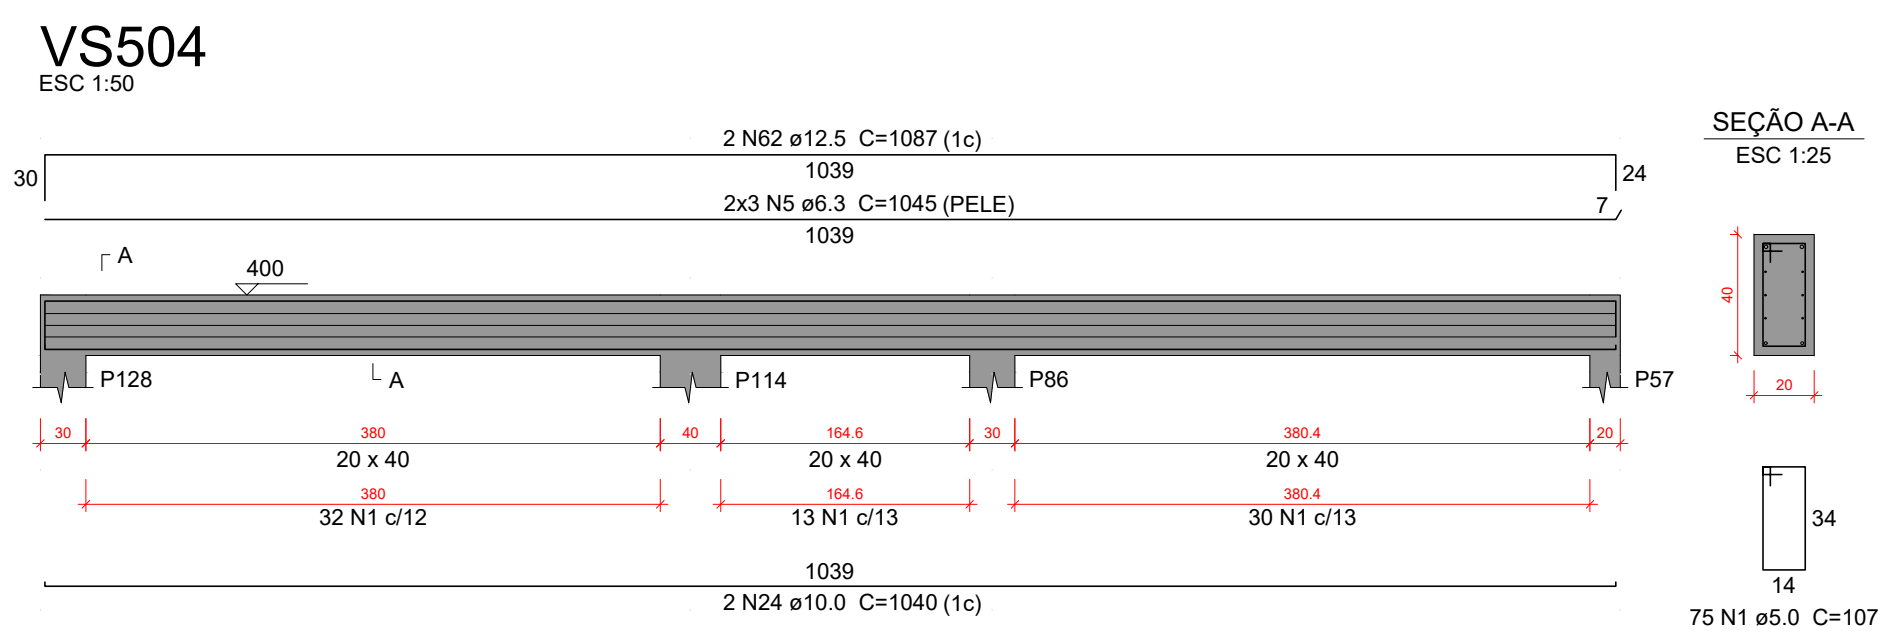 VS504
ESC 1:50
2 N62 ø12.5 C=1087 (1c)
30
1039
24
2x3 N5 ø6.3 C=1045 (PELE)
7
1039
A
400
P128
A
P114
P86
P57
30
380
40
164.6
30
380.4
20
20 x 40
20 x 40
20 x 40
380
164.6
380.4
32 N1 c/12
13 N1 c/13
30 N1 c/13
1039
2 N24 ø10.0 C=1040 (1c)
SEÇÃO A-A
ESC 1:25
40
20
34
14
75 N1 ø5.0 C=107